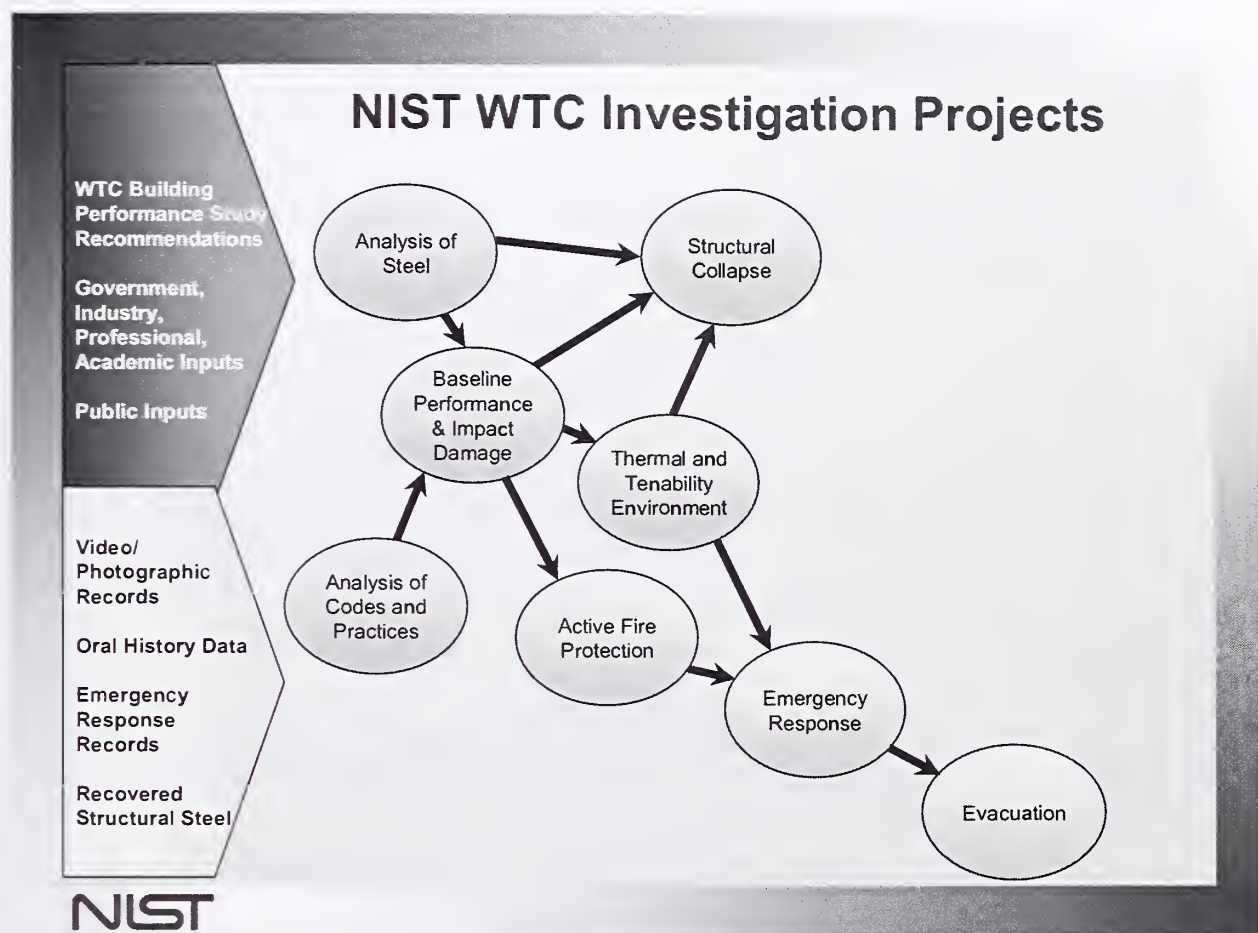 NIST WTC Investigation Projects
WTC Building
Performance Study
Recommendations
Government,
Industry,
Professional,
Academic Inputs
Public Inputs
Video/
Photographic
Records
Oral History Data
Emergency
Response
Records
Recovered
Structural Steel
Analysis of
Steel
Structural
Collapse
Baseline
Performance
& Impact
Damage
Thermal and
Tenability
Environment
Analysis of
Codes and
Practices
Active Fire
Protection
Emergency
Response
Evacuation
NIST